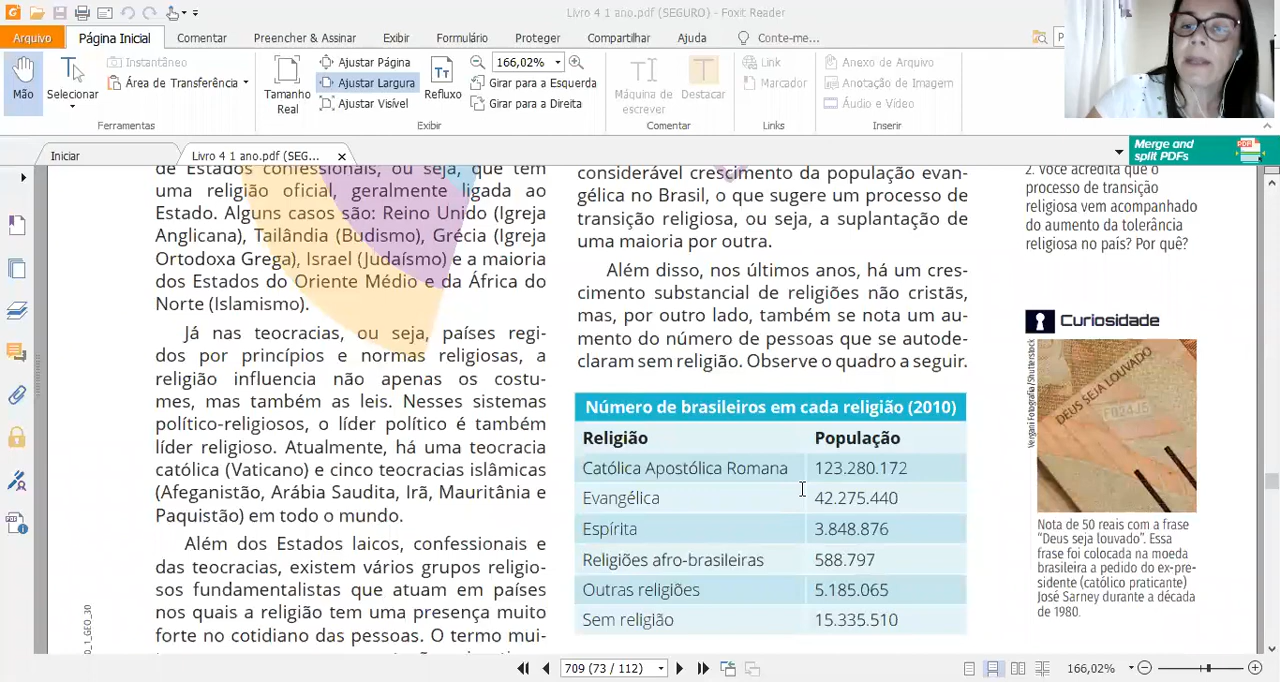 Livro 4 1 ano.pdf (SEGURO) - Foxit Reader
Arquivo
Página Inicial
Comentar
Preencher & Assinar
Exibir
Formulário
Proteger
Compartilhar
Ajuda
Conte-me...
Mão
Selecionar
Instantâneo
Área de Transferência
Ferramentas
Tamanho
Real
Ajustar Página
Ajustar Largura
Ajustar Visível
Refluxo
166,02%
Girar para a Esquerda
Girar para a Direita
Exibir
Máquina de
escrever
Destacar
Comentar
Link
Marcador
Links
Anexo de Arquivo
Anotação de Imagem
Áudio e Vídeo
Inserir
Iniciar
Livro 4 1 ano.pdf (SEG...
Merge and
split PDFs
de Estados confessionais, ou seja, que têm
uma religião oficial, geralmente ligada ao
Estado. Alguns casos são: Reino Unido (Igreja
Anglicana), Tailândia (Budismo), Grécia (Igreja
Ortodoxa Grega), Israel (Judaísmo) e a maioria
dos Estados do Oriente Médio e da África do
Norte (Islamismo).
Já nas teocracias, ou seja, países regi-
dos por princípios e normas religiosas, a
religião influencia não apenas os costu-
mes, mas também as leis. Nesses sistemas
político-religiosos, o líder político é também
líder religioso. Atualmente, há uma teocracia
católica (Vaticano) e cinco teocracias islâmicas
(Afeganistão, Arábia Saudita, Irã, Mauritânia e
Paquistão) em todo o mundo.
Além dos Estados laicos, confessionais e
das teocracias, existem vários grupos religio-
sos fundamentalistas que atuam em países
nos quais a religião tem uma presença muito
forte no cotidiano das pessoas. O termo mui-
considerável crescimento da população evan-
gélica no Brasil, o que sugere um processo de
transição religiosa, ou seja, a suplantação de
uma maioria por outra.
Além disso, nos últimos anos, há um cres-
cimento substancial de religiões não cristãs,
mas, por outro lado, também se nota um au-
mento do número de pessoas que se autode-
claram sem religião. Observe o quadro a seguir.
Número de brasileiros em cada religião (2010)
Religião População
Católica Apostólica Romana 123.280.172
Evangélica 42.275.440
Espírita 3.848.876
Religiões afro-brasileiras 588.797
Outras religiões 5.185.065
Sem religião 15.335.510
2. Você acredita que o
processo de transição
religiosa vem acompanhado
do aumento da tolerância
religiosa no país? Por quê?
Curiosidade
Vergani Fotografia/Shutterstock
DEUS SEJA LOUVADO
Nota de 50 reais com a frase
“Deus seja louvado”. Essa
frase foi colocada na moeda
brasileira a pedido do ex-pre-
sidente (católico praticante)
José Sarney durante a década
de 1980.
_1_GEO_30
709 (73 / 112)
166,02%